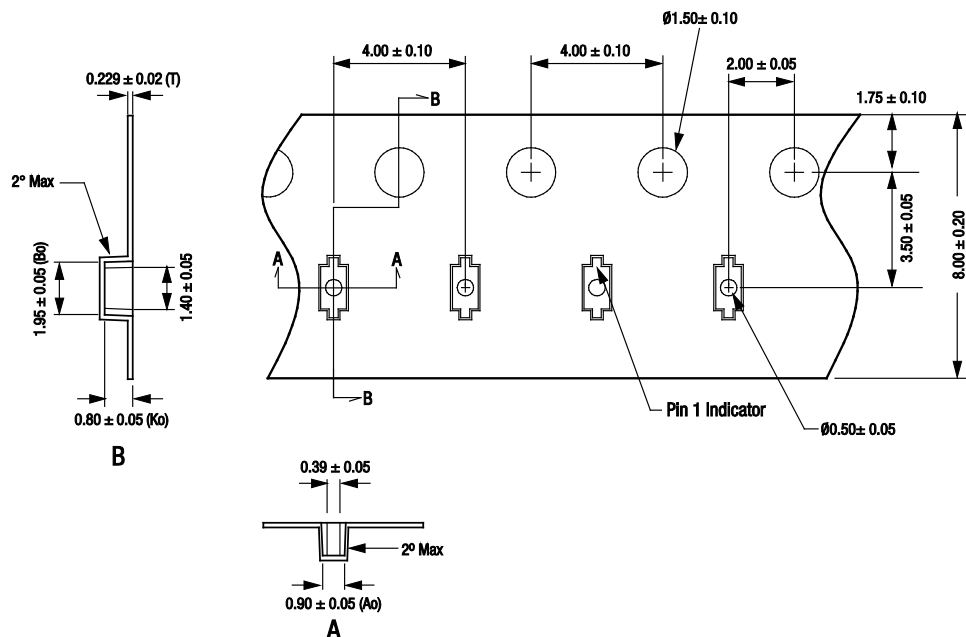 Ø1.50± 0.10
4.00 ± 0.10
4.00 ± 0.10
2.00 ± 0.05
0.229 ± 0.02 (T)
1.75 ± 0.10
B
2° Max
A
A
1.95 ± 0.05 (Bo)
1.40 ± 0.05
3.50 ± 0.05
8.00 ± 0.20
B
Pin 1 Indicator
0.80 ± 0.05 (Ko)
Ø0.50± 0.05
B
0.39 ± 0.05
2º Max
0.90 ± 0.05 (Ao)
A